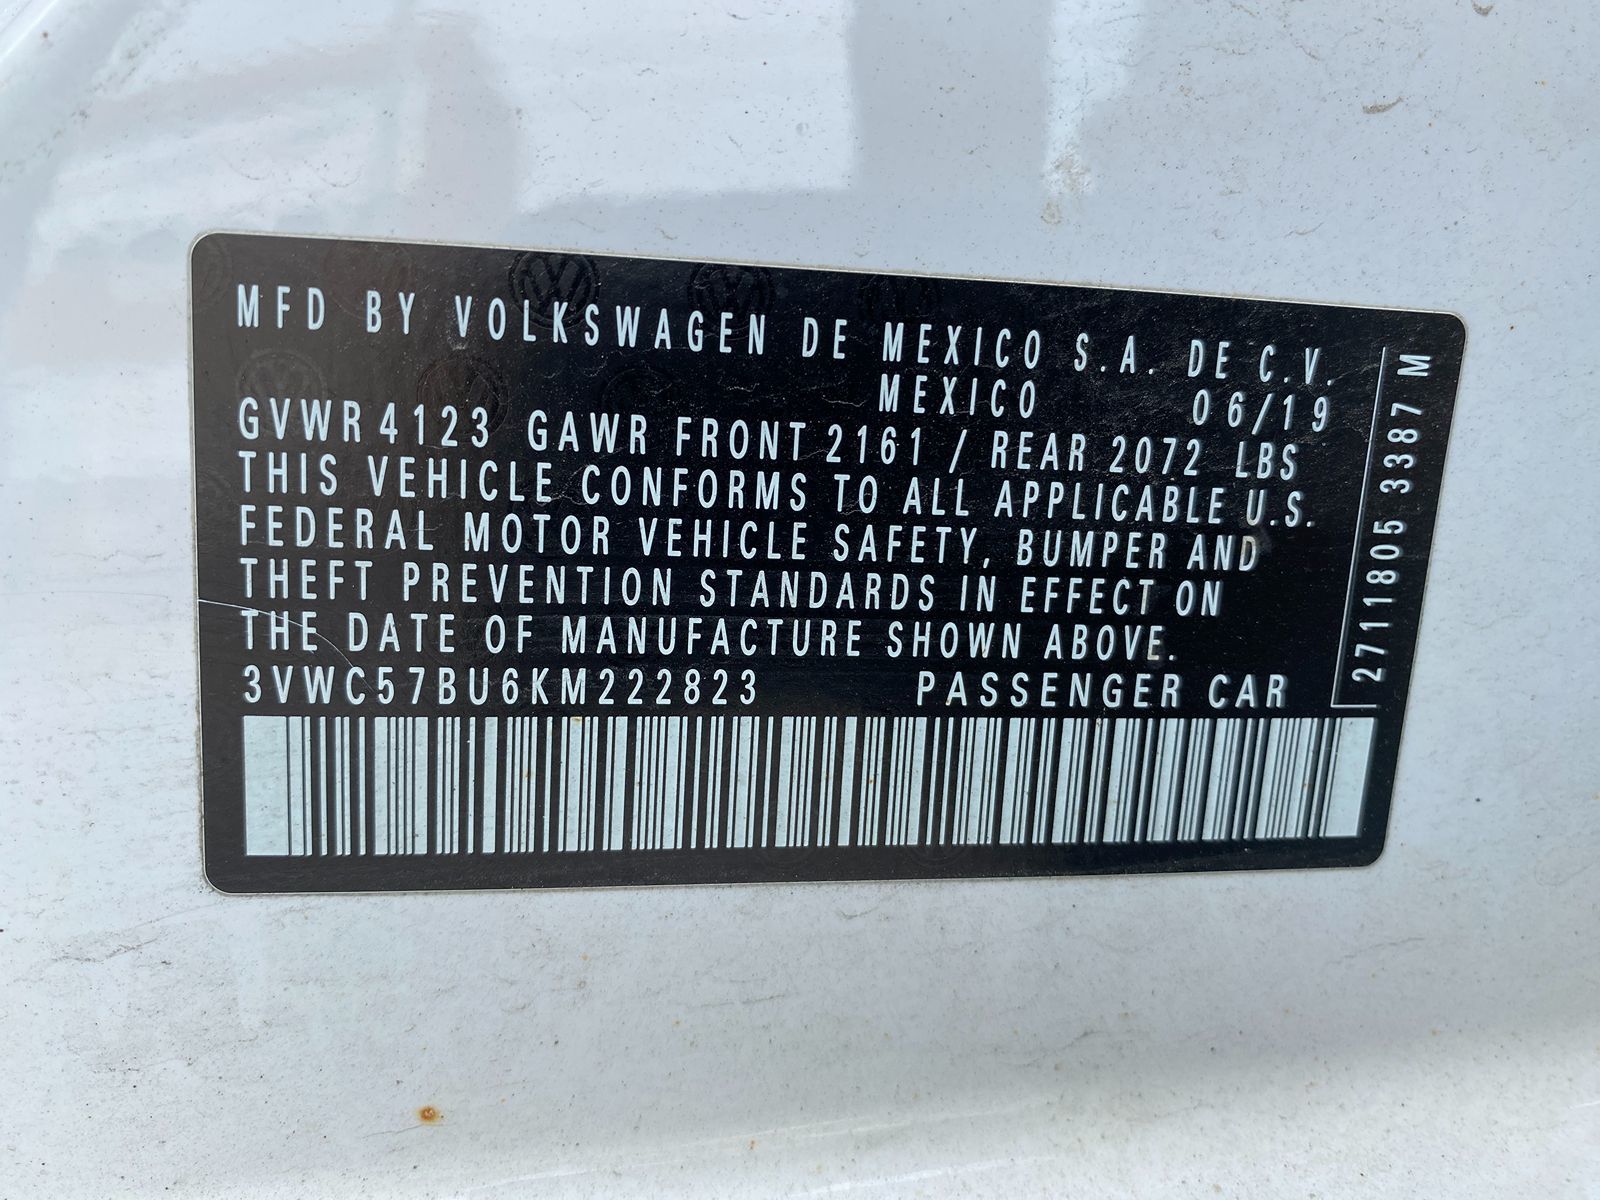 MFD BY VOLKSWAGEN DE MEXICO S.A. DE C.V.
MEXICO 06/19
GVWR 4123 GAWR FRONT 2161 / REAR 2072 LBS
THIS VEHICLE CONFORMS TO ALL APPLICABLE U.S.
FEDERAL MOTOR VEHICLE SAFETY, BUMPER AND
THEFT PREVENTION STANDARDS IN EFFECT ON
THE DATE OF MANUFACTURE SHOWN ABOVE.
3VWC57BU6KM222823 PASSENGER CAR
2711805 3387 M